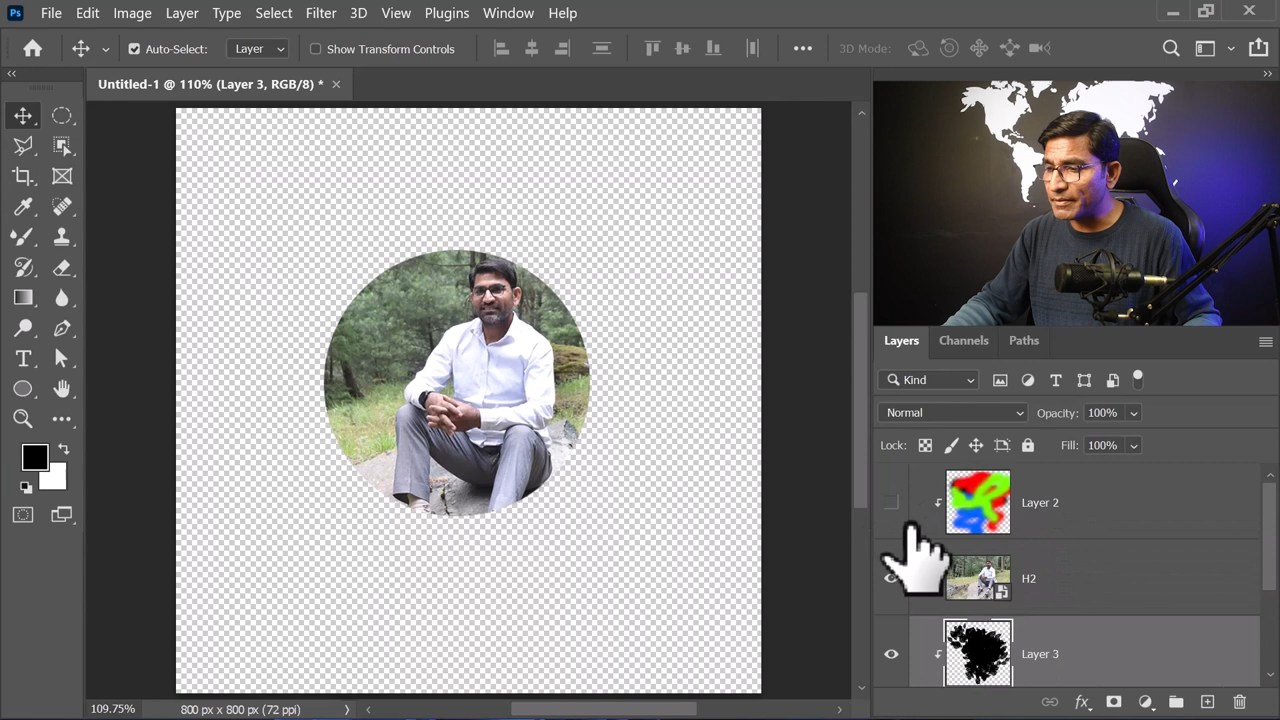 Ps File Edit Image Layer Type Select Filter 3D View Plugins Window Help
Auto-Select: Layer Show Transform Controls 3D Mode:
Untitled-1 @ 110% (Layer 3, RGB/8) *
Layers Channels Paths
Kind
Normal Opacity: 100%
Lock: Fill: 100%
Layer 2
H2
Layer 3
109.75% 800 px x 800 px (72 ppi)
fx